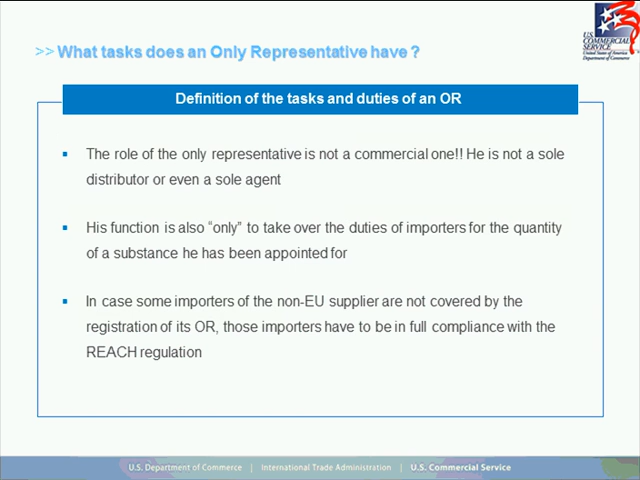 U.S.
COMMERCIAL
SERVICE
United States of America
Department of Commerce
>> What tasks does an Only Representative have ?
Definition of the tasks and duties of an OR
▪ The role of the only representative is not a commercial one!! He is not a sole
distributor or even a sole agent
▪ His function is also “only” to take over the duties of importers for the quantity
of a substance he has been appointed for
▪ In case some importers of the non-EU supplier are not covered by the
registration of its OR, those importers have to be in full compliance with the
REACH regulation
U.S. Department of Commerce | International Trade Administration | U.S. Commercial Service